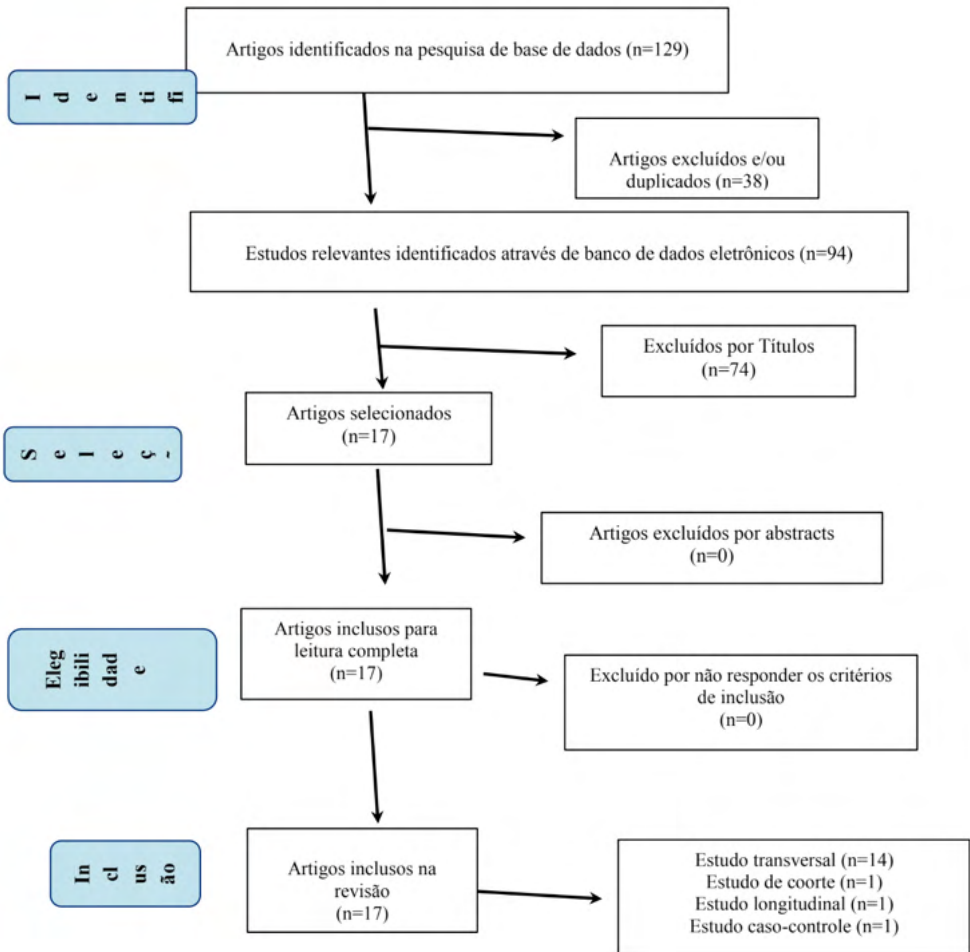 Artigos identificados na pesquisa de base de dados (n=129)
I d e n ti fi
Artigos excluídos e/ou
duplicados (n=38)
Estudos relevantes identificados através de banco de dados eletrônicos (n=94)
Excluídos por Títulos
(n=74)
Artigos selecionados
(n=17)
S e l e ç ~
Artigos excluídos por abstracts
(n=0)
Artigos inclusos para
leitura completa
(n=17)
Eleg
ibili
dad
e
Excluído por não responder os critérios
de inclusão
(n=0)
In
cl
us
ão
Artigos inclusos na
revisão
(n=17)
Estudo transversal (n=14)
Estudo de coorte (n=1)
Estudo longitudinal (n=1)
Estudo caso-controle (n=1)